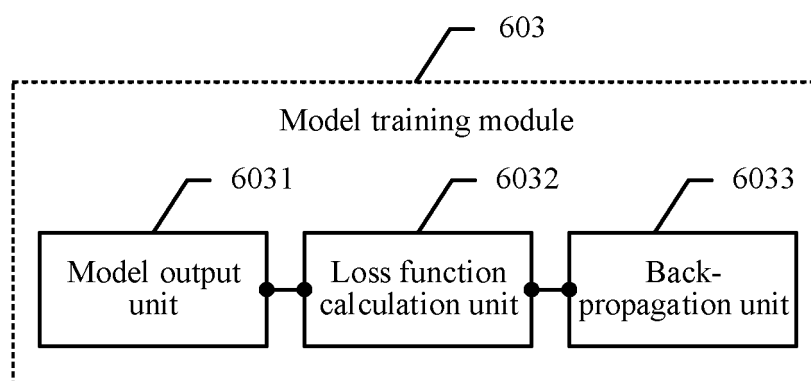 603
Model training module
6031
6032
6033
Model output
unit
Loss function
calculation unit
Back-
propagation unit